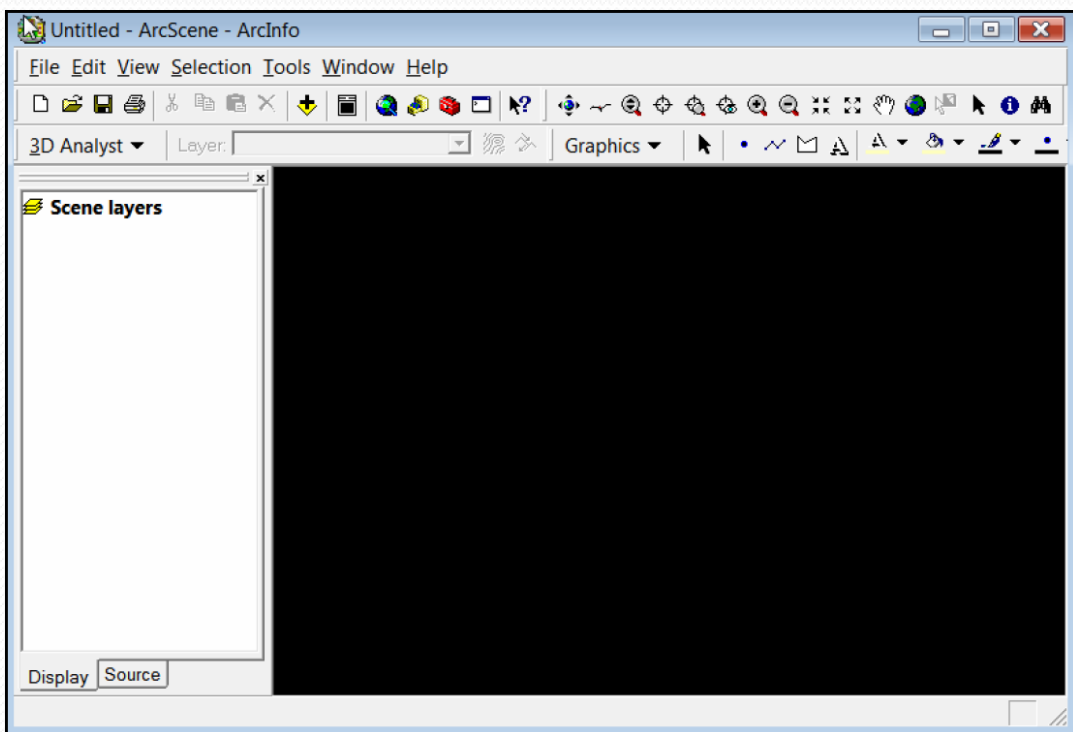 Untitled - ArcScene - ArcInfo
File Edit View Selection Tools Window Help
3D Analyst Layer: Graphics
Scene layers
Display Source